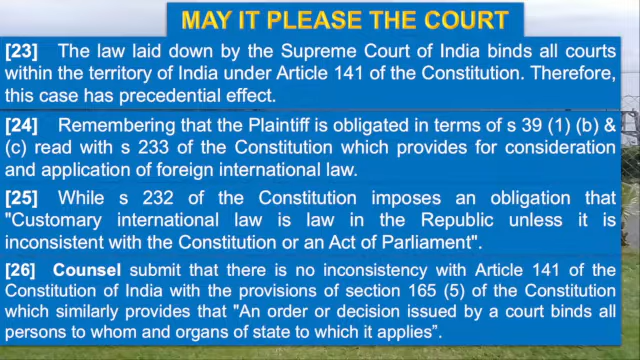 MAY IT PLEASE THE COURT
[23] The law laid down by the Supreme Court of India binds all courts
within the territory of India under Article 141 of the Constitution. Therefore,
this case has precedential effect.
[24] Remembering that the Plaintiff is obligated in terms of s 39 (1) (b) &
(c) read with s 233 of the Constitution which provides for consideration
and application of foreign international law.
[25] While s 232 of the Constitution imposes an obligation that
"Customary international law is law in the Republic unless it is
inconsistent with the Constitution or an Act of Parliament".
[26] Counsel submit that there is no inconsistency with Article 141 of the
Constitution of India with the provisions of section 165 (5) of the Constitution
which similarly provides that "An order or decision issued by a court binds all
persons to whom and organs of state to which it applies”.